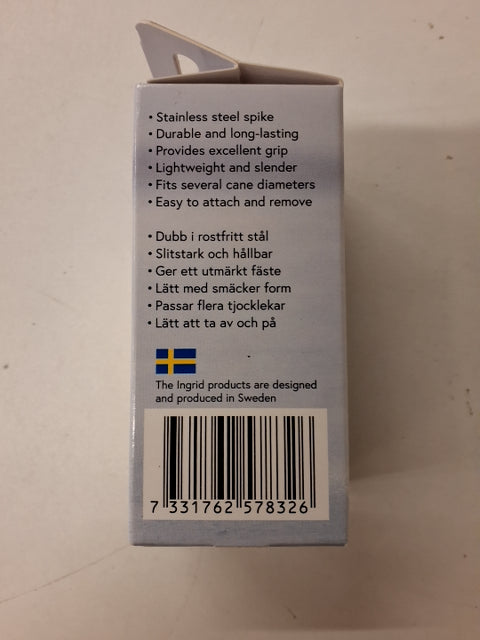 • Stainless steel spike
• Durable and long-lasting
• Provides excellent grip
• Lightweight and slender
• Fits several cane diameters
• Easy to attach and remove
• Dubb i rostfritt stål
• Slitstark och hållbar
• Ger ett utmärkt fäste
• Lätt med smäcker form
• Passar flera tjocklekar
• Lätt att ta av och på
The Ingrid products are designed
and produced in Sweden
7 331762 578326